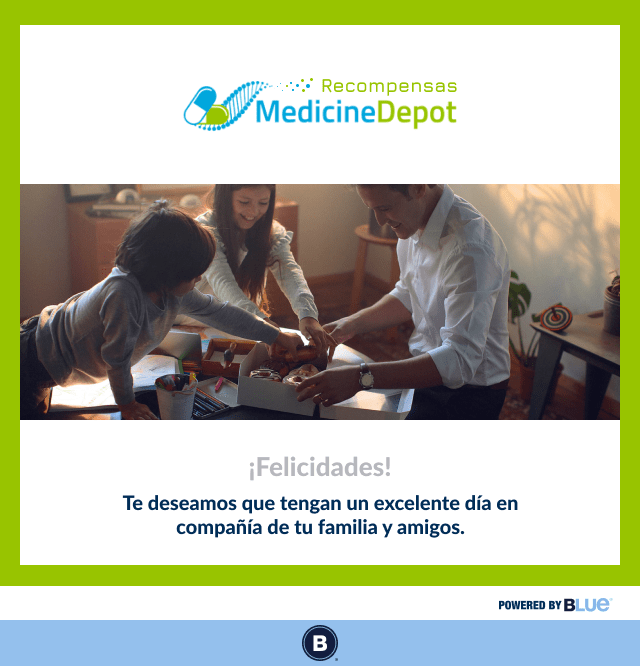 Recompensas
MedicineDepot
¡Felicidades!
Te deseamos que tengan un excelente día en
compañía de tu familia y amigos.
POWERED BY BLUE
B